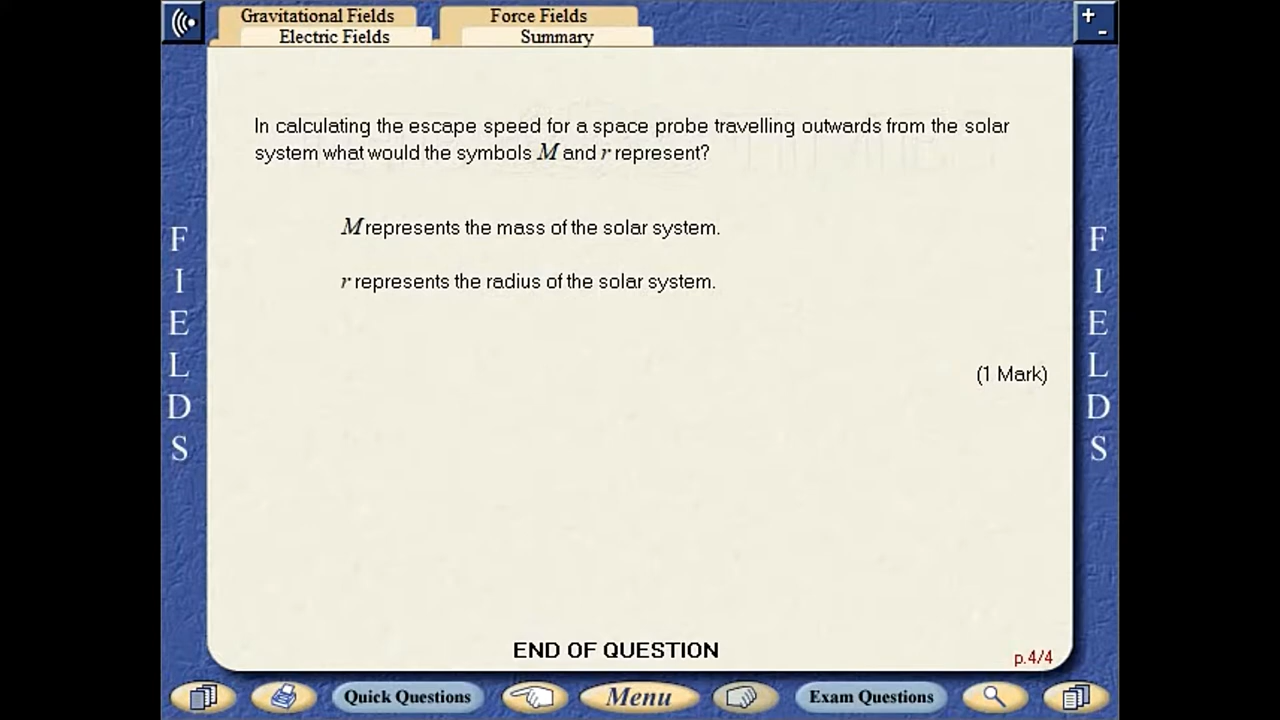 Gravitational Fields
Force Fields
Electric Fields
Summary
+
-
In calculating the escape speed for a space probe travelling outwards from the solar
system what would the symbols M and r represent?
M represents the mass of the solar system.
r represents the radius of the solar system.
(1 Mark)
FIELDS
FIELDS
END OF QUESTION
p.4/4
Quick Questions
Menu
Exam Questions